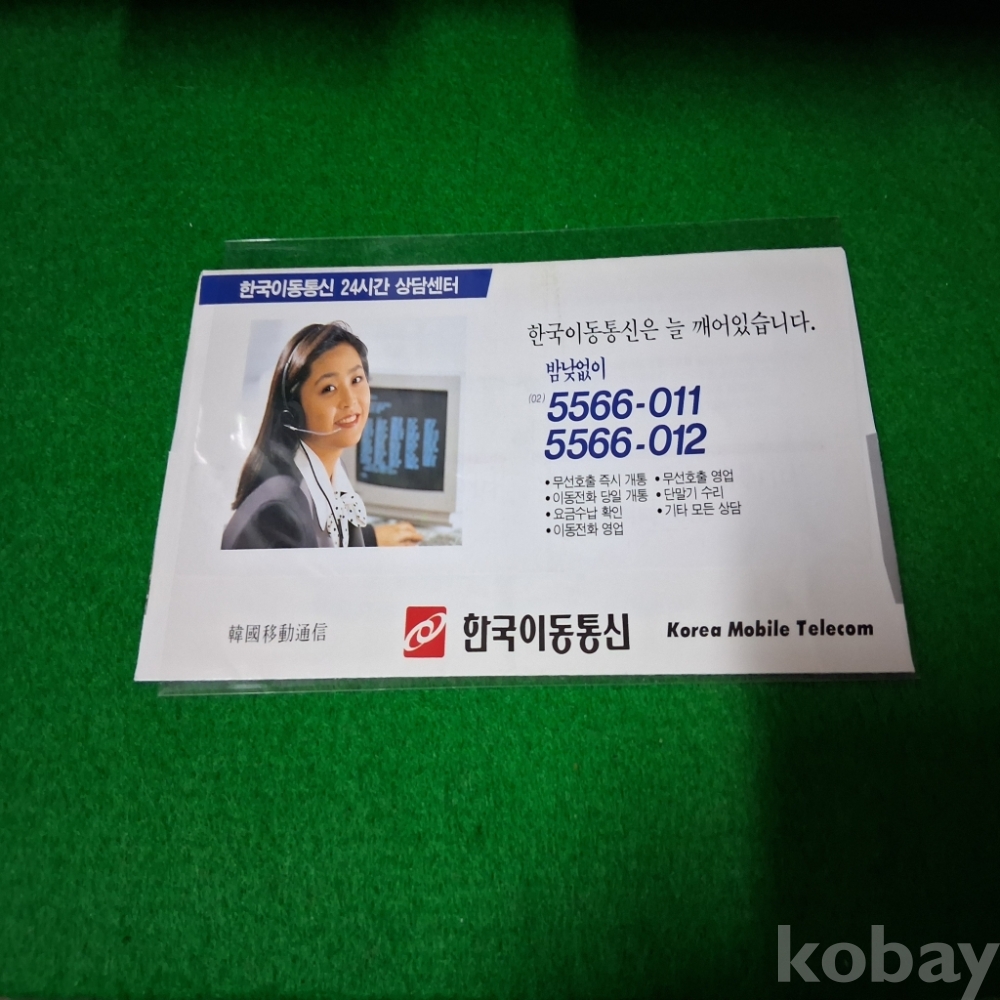 한국이동통신 24시간 상담센터
한국이동통신은 늘 깨어있습니다.
밤낮없이
(02) 5566-011
5566-012
•무선호출 즉시 개통 •무선호출 영업
•이동전화 당일 개통 •단말기 수리
•요금수납 확인 •기타 모든 상담
•이동전화 영업
韓國移動通信 한국이동통신 Korea Mobile Telecom
kobay